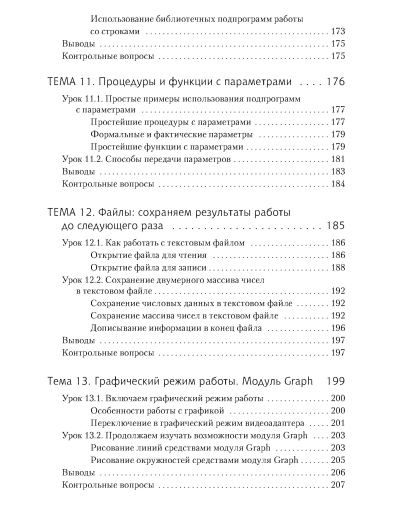 Использование библиотечных подпрограмм работы
со строками . . . . . . . . . . . . . . . . . . . . . . . . . . . . . . . . . . . . . . . 173
Выводы . . . . . . . . . . . . . . . . . . . . . . . . . . . . . . . . . . . . . . . . . . . . . . . . . 175
Контрольные вопросы . . . . . . . . . . . . . . . . . . . . . . . . . . . . . . . . . . . . . 175
ТЕМА 11. Процедуры и функции с параметрами . . . . 176
Урок 11.1. Простые примеры использования подпрограмм
с параметрами . . . . . . . . . . . . . . . . . . . . . . . . . . . . . . . . . . . . . . . . . 177
Простейшие процедуры с параметрами . . . . . . . . . . . . . . . . . 177
Формальные и фактические параметры . . . . . . . . . . . . . . . . 179
Простейшие функции с параметрами . . . . . . . . . . . . . . . . . . 179
Урок 11.2. Способы передачи параметров . . . . . . . . . . . . . . . . . . . . 181
Выводы . . . . . . . . . . . . . . . . . . . . . . . . . . . . . . . . . . . . . . . . . . . . . . . . . 183
Контрольные вопросы . . . . . . . . . . . . . . . . . . . . . . . . . . . . . . . . . . . . . 184
ТЕМА 12. Файлы: сохраняем результаты работы
до следующего раза . . . . . . . . . . . . . . . . . . . . . . . . 185
Урок 12.1. Как работать с текстовым файлом . . . . . . . . . . . . . . . . . 186
Открытие файла для чтения . . . . . . . . . . . . . . . . . . . . . . . . . . 186
Открытие файла для записи . . . . . . . . . . . . . . . . . . . . . . . . . . 188
Урок 12.2. Сохранение двумерного массива чисел
в текстовом файле . . . . . . . . . . . . . . . . . . . . . . . . . . . . . . . . . . . . . . 192
Сохранение числовых данных в текстовом файле . . . . . . . 192
Сохранение массива чисел в текстовом файле . . . . . . . . . . 192
Дописывание информации в конец файла . . . . . . . . . . . . . . 196
Выводы . . . . . . . . . . . . . . . . . . . . . . . . . . . . . . . . . . . . . . . . . . . . . . . . . 197
Контрольные вопросы . . . . . . . . . . . . . . . . . . . . . . . . . . . . . . . . . . . . . 197
Тема 13. Графический режим работы. Модуль Graph 199
Урок 13.1. Включаем графический режим работы . . . . . . . . . . . . . 200
Особенности работы с графикой . . . . . . . . . . . . . . . . . . . . . . 200
Переключение в графический режим видеоадаптера . . . . 201
Урок 13.2. Продолжаем изучать возможности модуля Graph . . . 203
Рисование линий средствами модуля Graph . . . . . . . . . . . . 203
Рисование окружностей средствами модуля Graph . . . . . . 205
Выводы . . . . . . . . . . . . . . . . . . . . . . . . . . . . . . . . . . . . . . . . . . . . . . . . . 206
Контрольные вопросы . . . . . . . . . . . . . . . . . . . . . . . . . . . . . . . . . . . . . 207